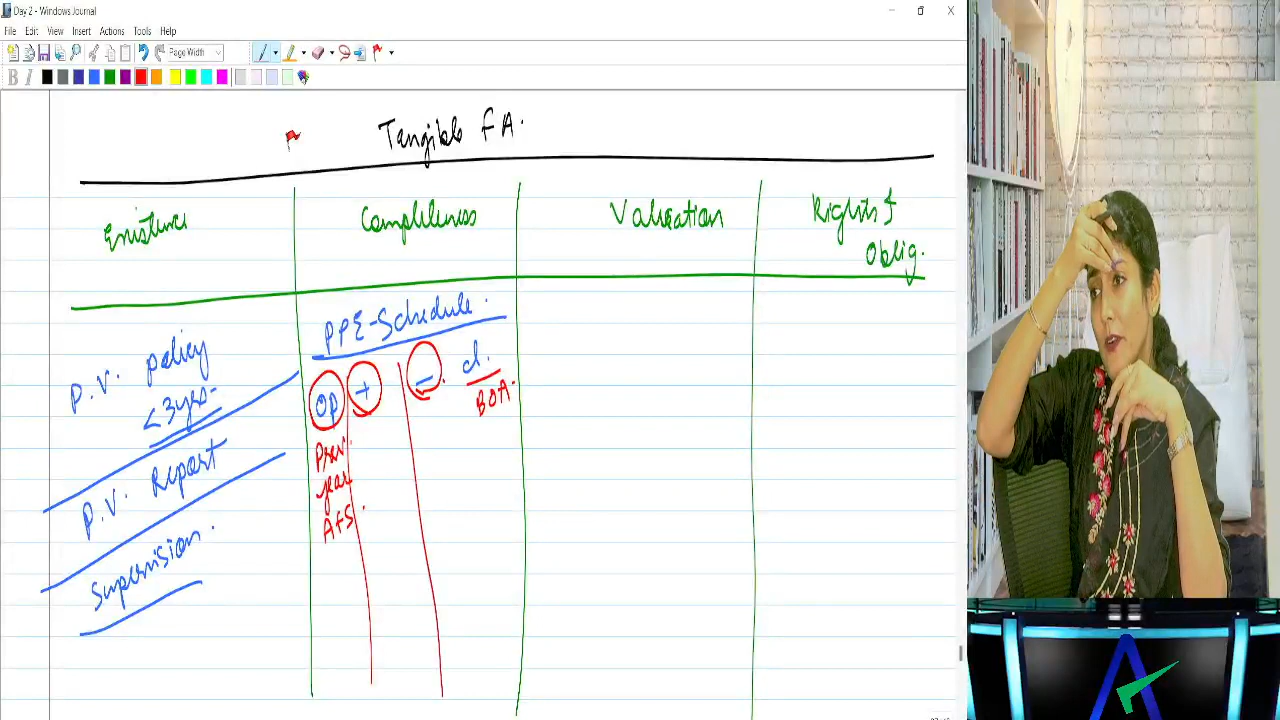 Day 2 - Windows Journal
File Edit View Insert Actions Tools Help
Page Width
B I
Tangible FA.
Existence
Completeness
Valuation
Rights &
Oblig.
P.V. policy
<3yes-
P.V. Report
Supervision.
PPE-Schedule.
Op + - cl.
BOA.
Prev.
year
AFS.